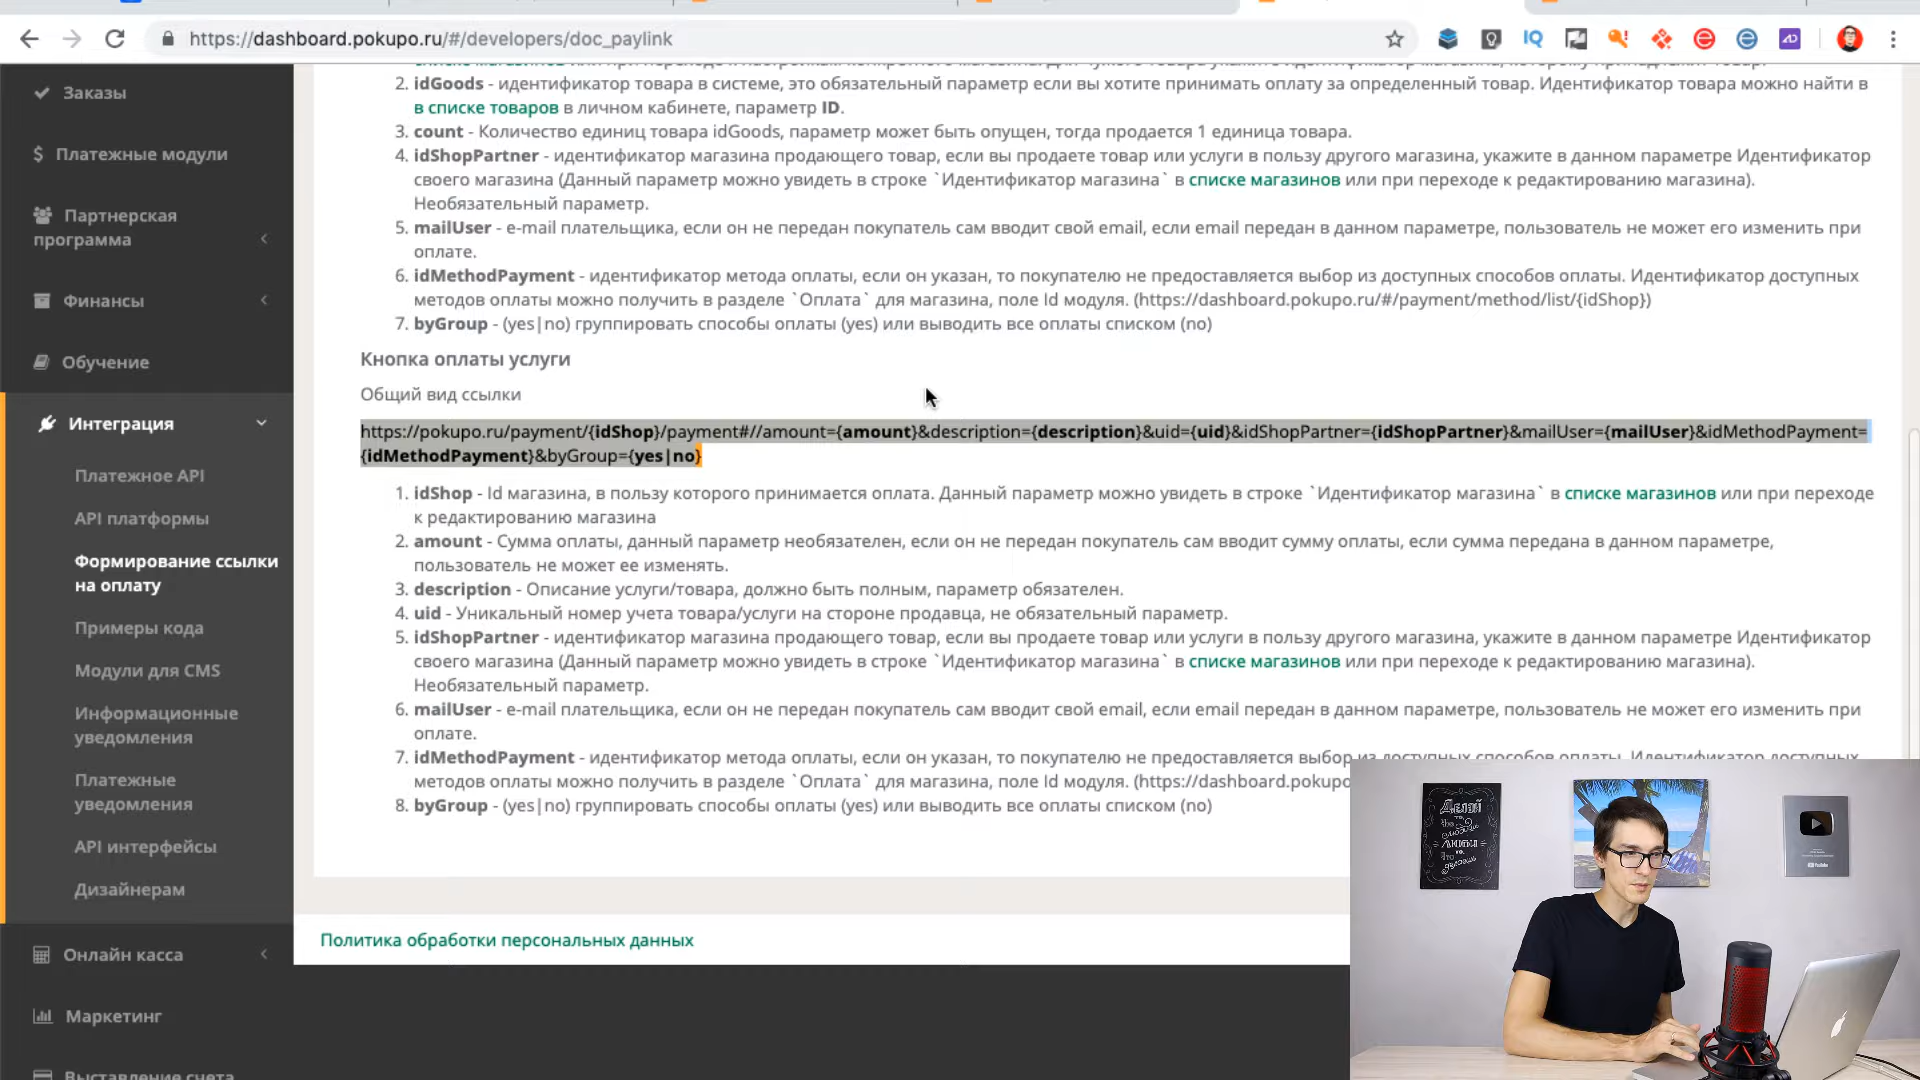 https://dashboard.pokupo.ru/#/developers/doc_paylink
Заказы
Платежные модули
Партнерская
программа
Финансы
Обучение
Интеграция
Платежное API
API платформы
Формирование ссылки
на оплату
Примеры кода
Модули для CMS
Информационные
уведомления
Платежные
уведомления
API интерфейсы
Дизайнерам
Онлайн касса
Маркетинг
Выставление счета
2. idGoods - идентификатор товара в системе, это обязательный параметр если вы хотите принимать оплату за определенный товар. Идентификатор товара можно найти в
в списке товаров в личном кабинете, параметр ID.
3. count - Количество единиц товара idGoods, параметр может быть опущен, тогда продается 1 единица товара.
4. idShopPartner - идентификатор магазина продающего товар, если вы продаете товар или услуги в пользу другого магазина, укажите в данном параметре Идентификатор
своего магазина (Данный параметр можно увидеть в строке `Идентификатор магазина` в списке магазинов или при переходе к редактированию магазина).
Необязательный параметр.
5. mailUser - e-mail плательщика, если он не передан покупатель сам вводит свой email, если email передан в данном параметре, пользователь не может его изменить при
оплате.
6. idMethodPayment - идентификатор метода оплаты, если он указан, то покупателю не предоставляется выбор из доступных способов оплаты. Идентификатор доступных
методов оплаты можно получить в разделе `Оплата` для магазина, поле Id модуля. (https://dashboard.pokupo.ru/#/payment/method/list/{idShop})
7. byGroup - (yes|no) группировать способы оплаты (yes) или выводить все оплаты списком (no)
Кнопка оплаты услуги
Общий вид ссылки
https://pokupo.ru/payment/{idShop}/payment#//amount={amount}&description={description}&uid={uid}&idShopPartner={idShopPartner}&mailUser={mailUser}&idMethodPayment=
{idMethodPayment}&byGroup={yes|no}
1. idShop - Id магазина, в пользу которого принимается оплата. Данный параметр можно увидеть в строке `Идентификатор магазина` в списке магазинов или при переходе
к редактированию магазина
2. amount - Сумма оплаты, данный параметр необязателен, если он не передан покупатель сам вводит сумму оплаты, если сумма передана в данном параметре,
пользователь не может ее изменять.
3. description - Описание услуги/товара, должно быть полным, параметр обязателен.
4. uid - Уникальный номер учета товара/услуги на стороне продавца, не обязательный параметр.
5. idShopPartner - идентификатор магазина продающего товар, если вы продаете товар или услуги в пользу другого магазина, укажите в данном параметре Идентификатор
своего магазина (Данный параметр можно увидеть в строке `Идентификатор магазина` в списке магазинов или при переходе к редактированию магазина).
Необязательный параметр.
6. mailUser - e-mail плательщика, если он не передан покупатель сам вводит свой email, если email передан в данном параметре, пользователь не может его изменить при
оплате.
7. idMethodPayment - идентификатор метода оплаты, если он указан, то покупателю не предоставляется выбор из доступных способов оплаты. Идентификатор доступных
методов оплаты можно получить в разделе `Оплата` для магазина, поле Id модуля. (https://dashboard.pokupo
8. byGroup - (yes|no) группировать способы оплаты (yes) или выводить все оплаты списком (no)
Политика обработки персональных данных
Делай
что